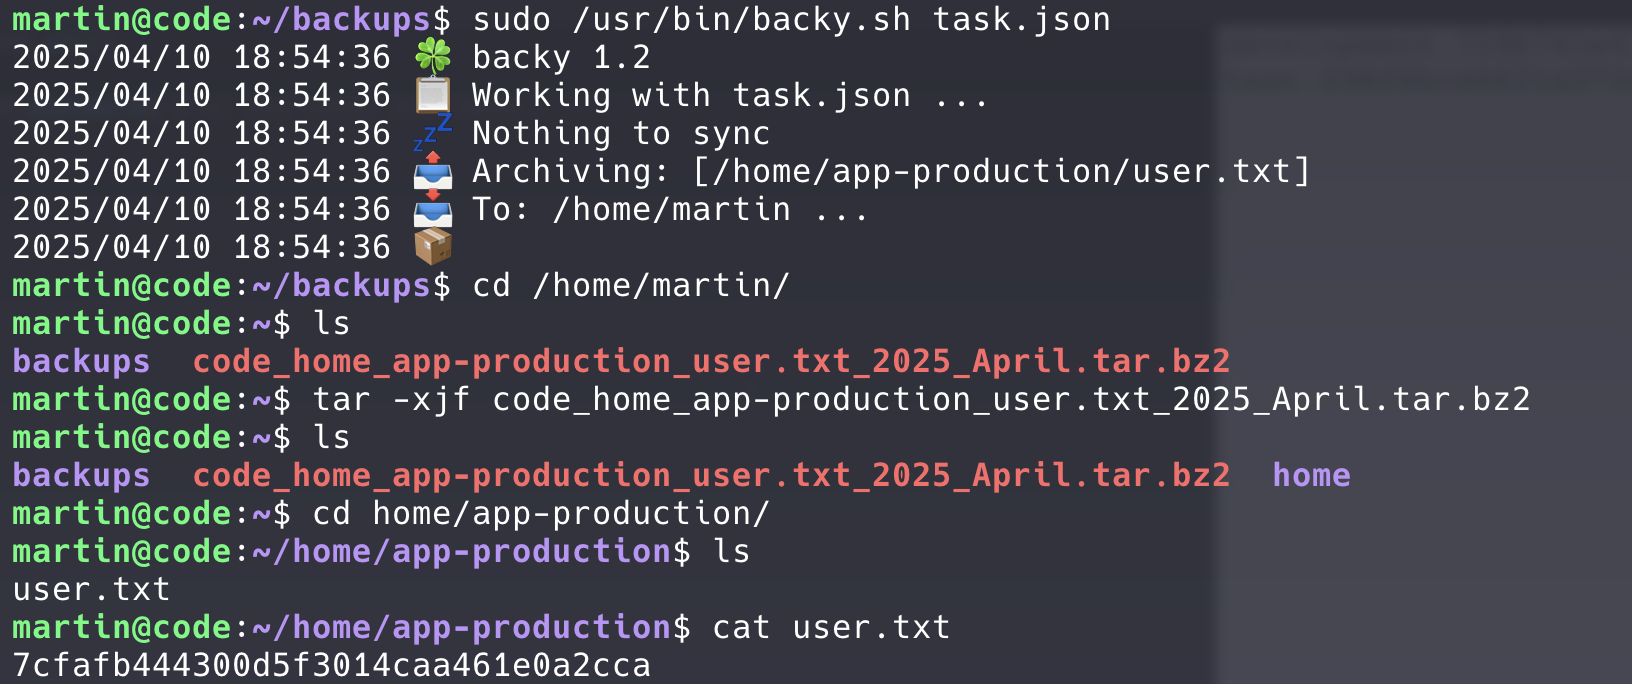 martin@code:~/backups$ sudo /usr/bin/backy.sh task.json
2025/04/10 18:54:36 🍀 backy 1.2
2025/04/10 18:54:36 📋 Working with task.json ...
2025/04/10 18:54:36 💤 Nothing to sync
2025/04/10 18:54:36 📤 Archiving: [/home/app-production/user.txt]
2025/04/10 18:54:36 📥 To: /home/martin ...
2025/04/10 18:54:36 📦
martin@code:~/backups$ cd /home/martin/
martin@code:~$ ls
backups  code_home_app-production_user.txt_2025_April.tar.bz2
martin@code:~$ tar -xjf code_home_app-production_user.txt_2025_April.tar.bz2
martin@code:~$ ls
backups  code_home_app-production_user.txt_2025_April.tar.bz2  home
martin@code:~$ cd home/app-production/
martin@code:~/home/app-production$ ls
user.txt
martin@code:~/home/app-production$ cat user.txt
7cfafb444300d5f3014caa461e0a2cca